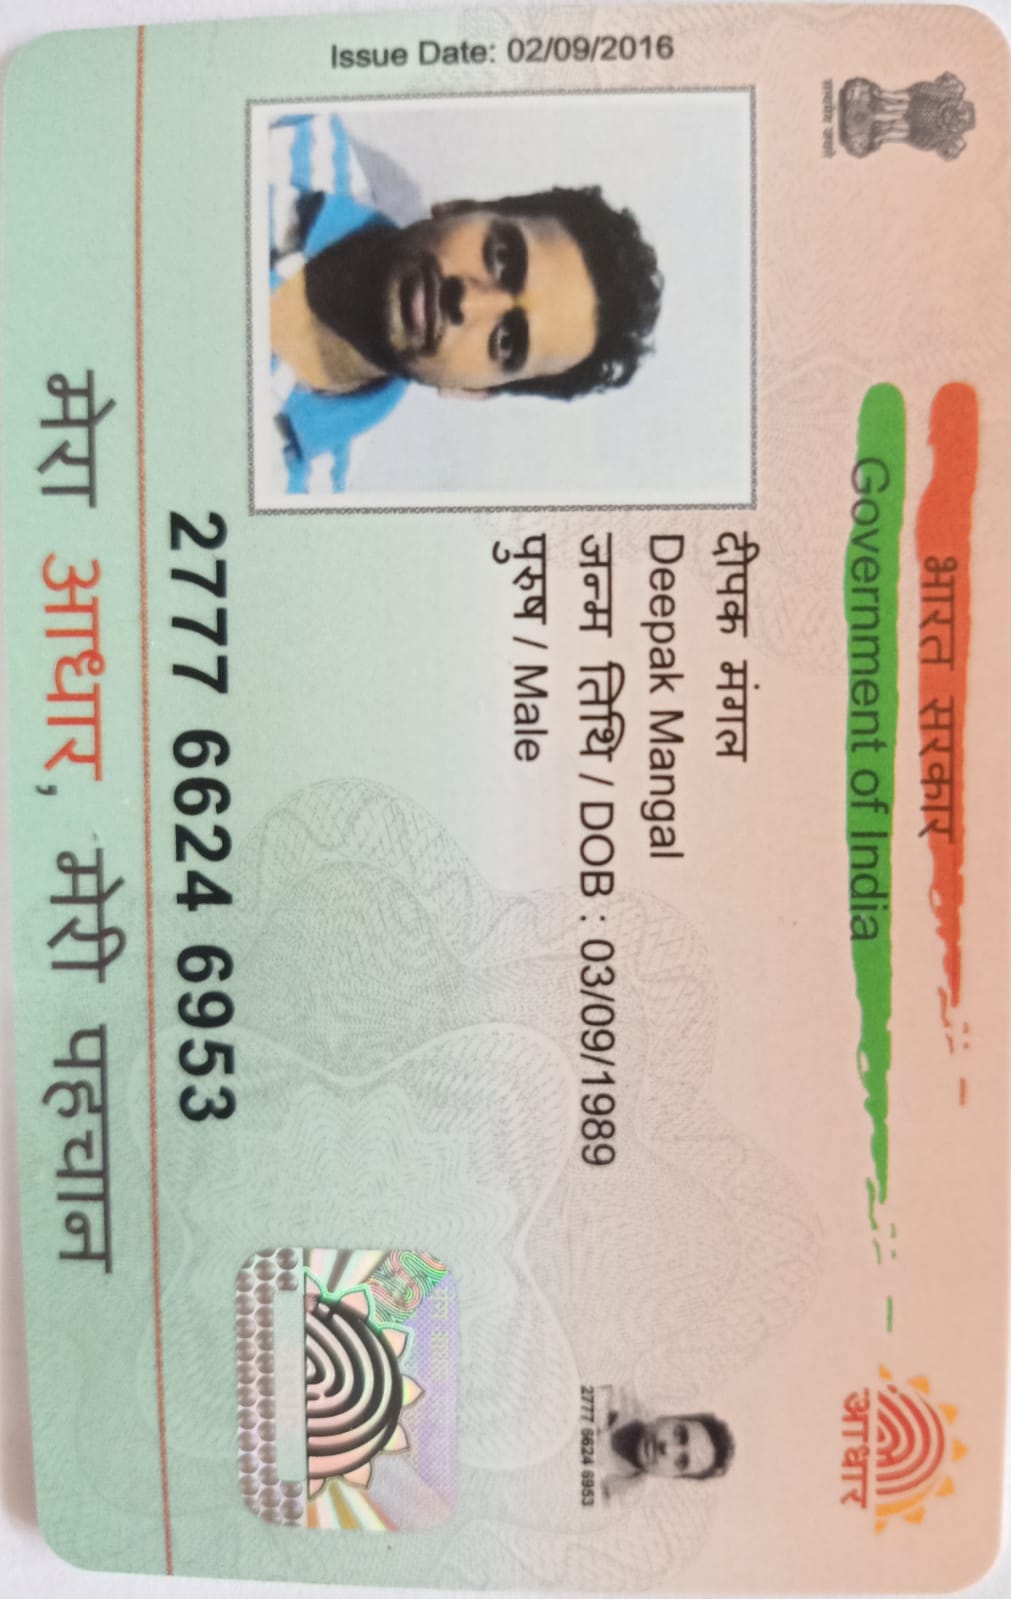 Issue Date: 02/09/2016
सत्यमेव जयते
भारत सरकार
Government of India
आधार
दीपक मंगल
Deepak Mangal
जन्म तिथि / DOB : 03/09/1989
पुरुष / Male
2777 6624 6953
2777 6624 6953
मेरा आधार, मेरी पहचान